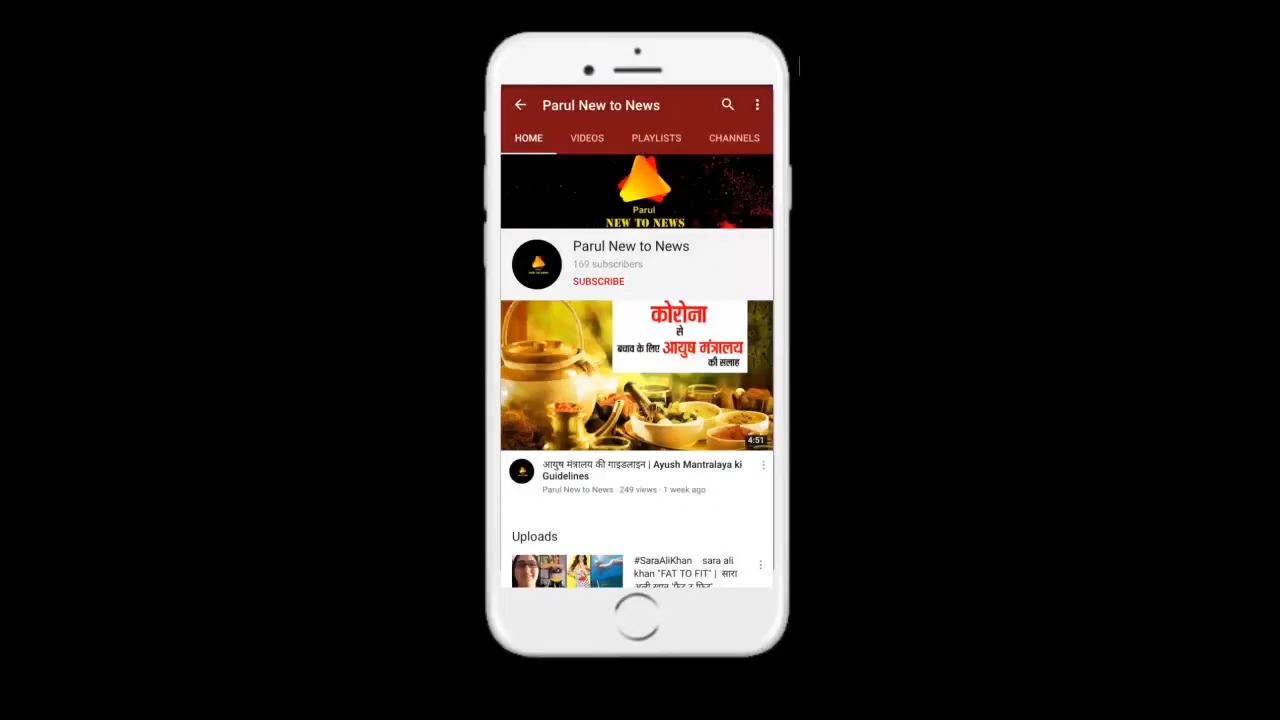 Parul New to News
HOME VIDEOS PLAYLISTS CHANNELS
Parul
NEW TO NEWS
Parul New to News
169 subscribers
SUBSCRIBE
कोरोना
से
बचाव के लिए आयुष मंत्रालय
की सलाह
4:51
आयुष मंत्रालय की गाइडलाइन | Ayush Mantralaya ki
Guidelines
Parul New to News 249 views · 1 week ago
Uploads
#SaraAliKhan sara ali
khan "FAT TO FIT" | सारा
अली खान "फैट टू फिट"